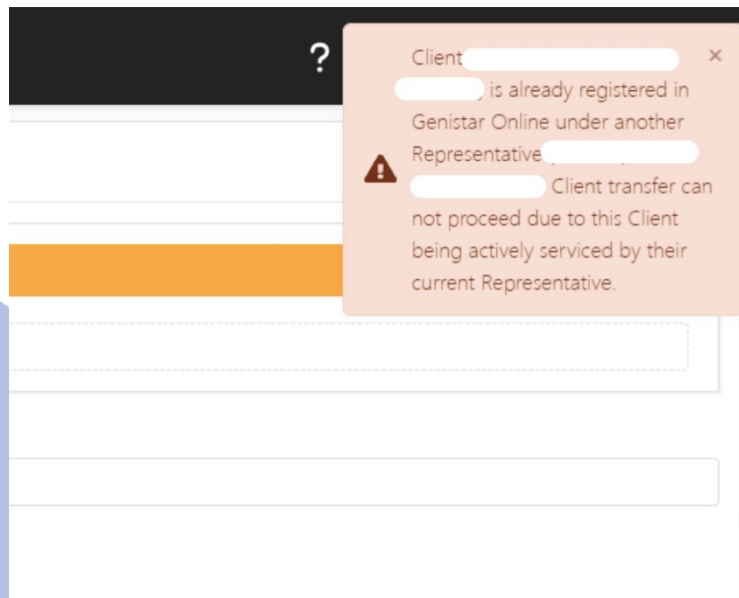 ?
Client
×
, is already registered in
Genistar Online under another
Representative
Client transfer can
not proceed due to this Client
being actively serviced by their
current Representative.